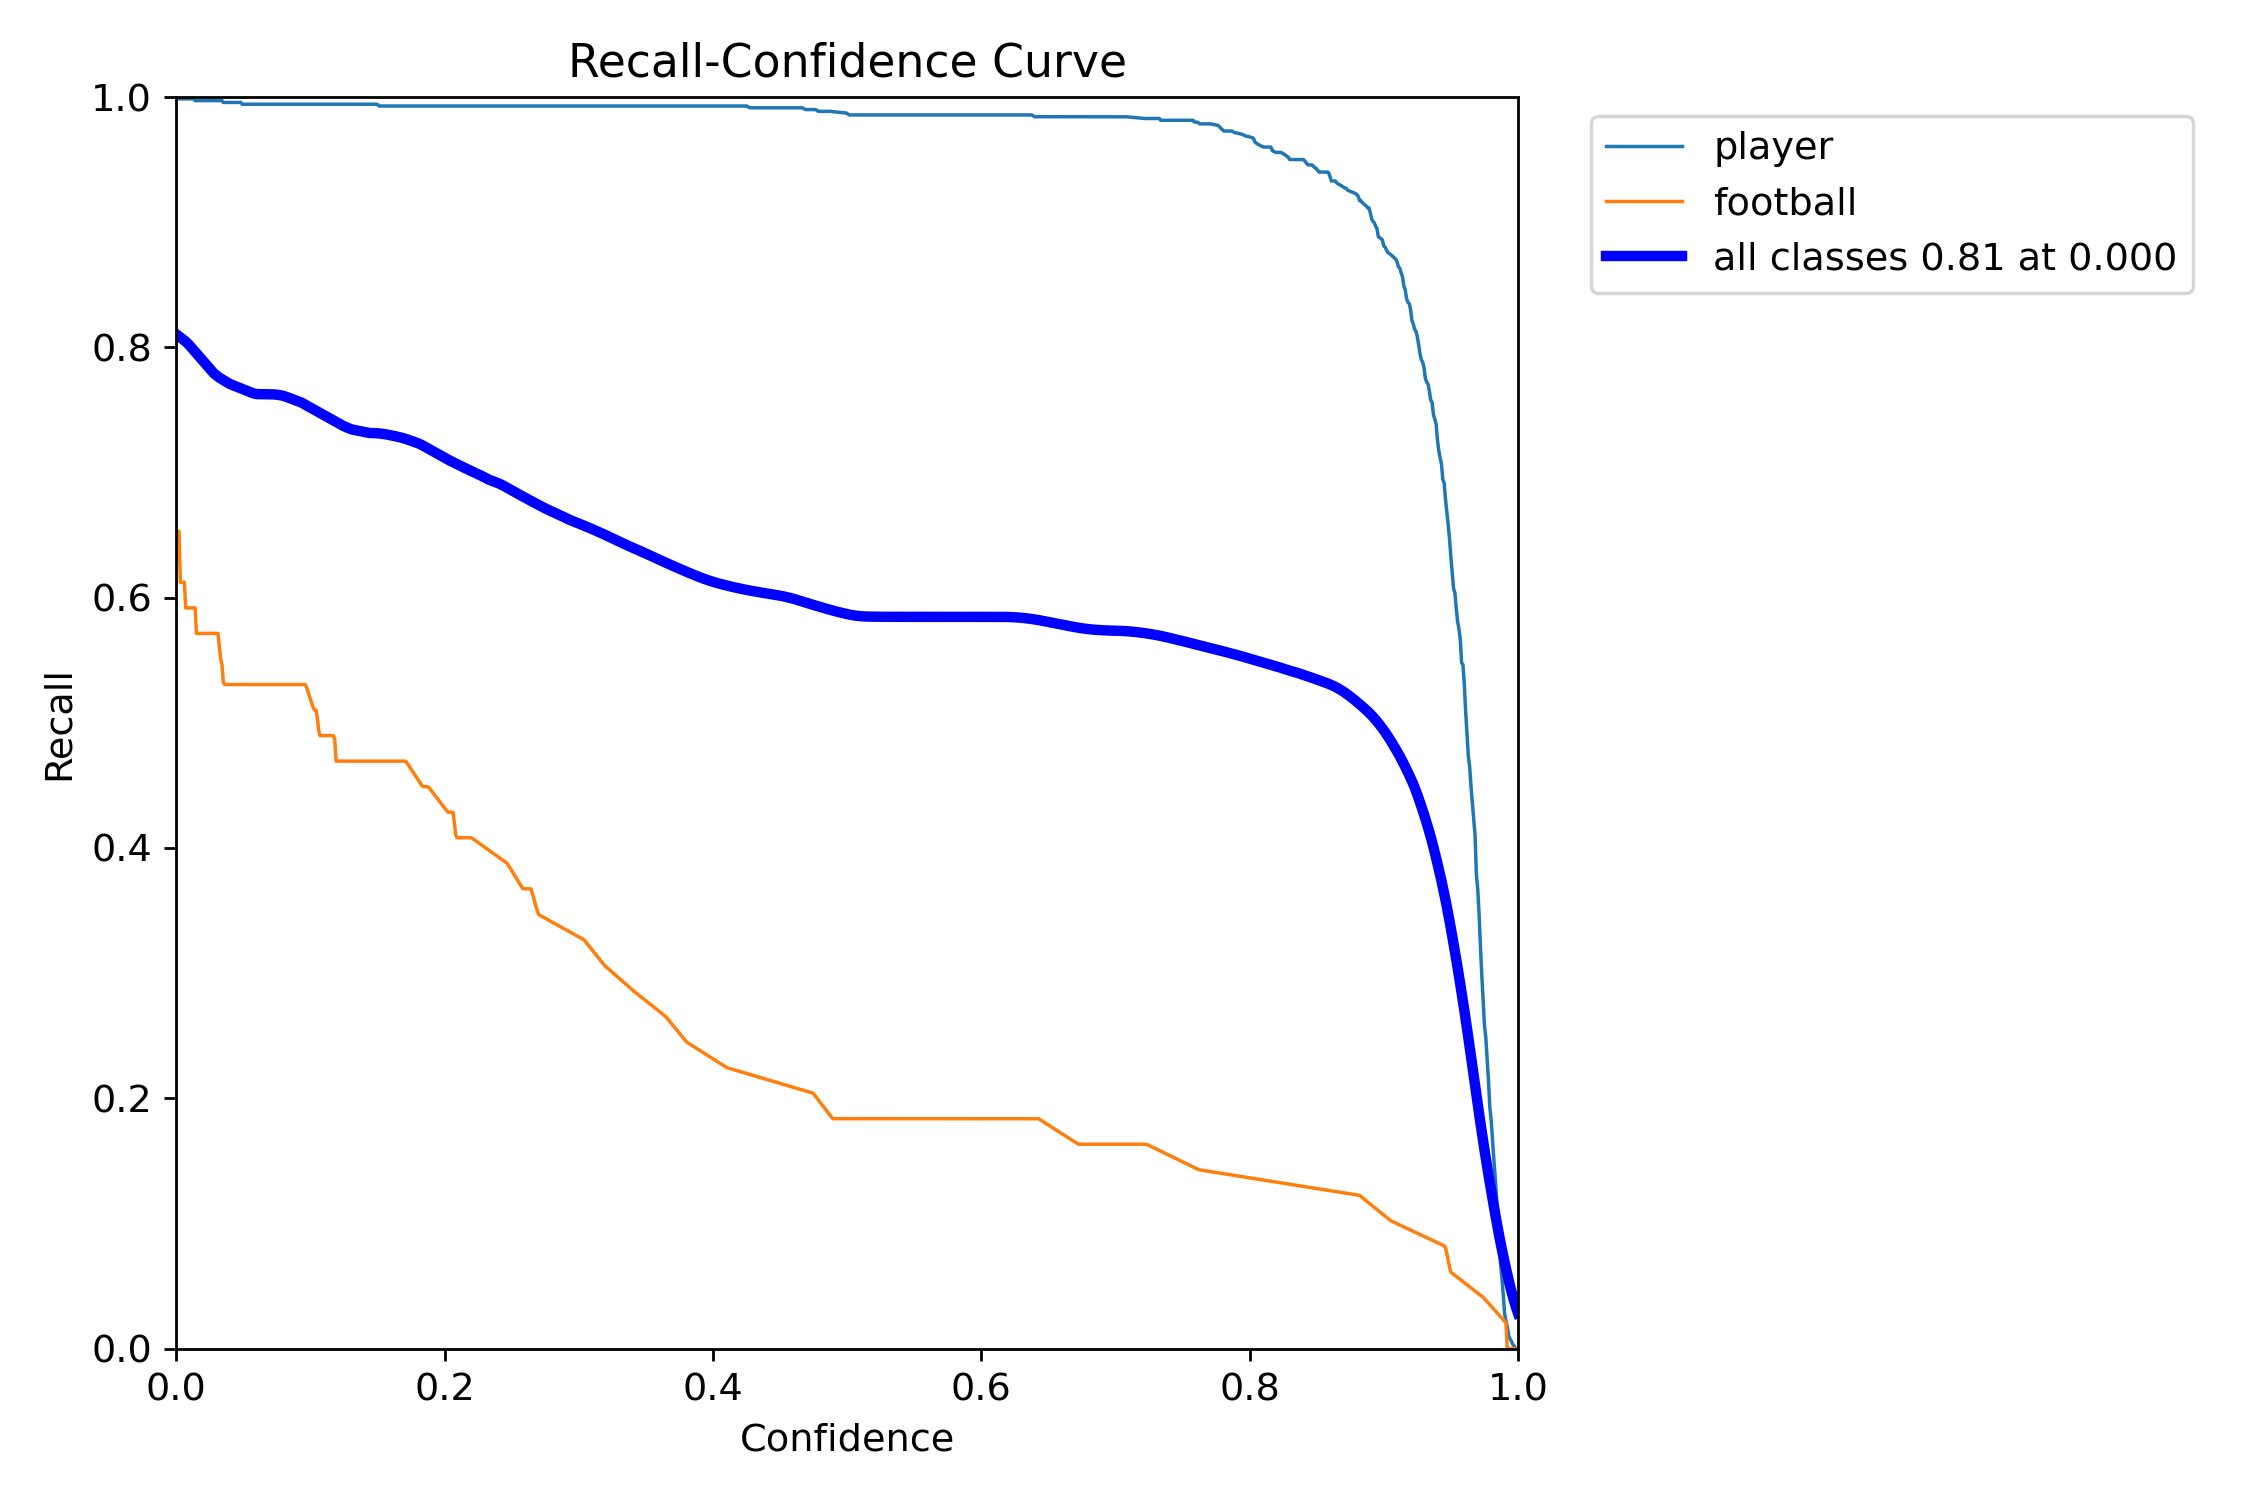 Recall-Confidence Curve
1.0
0.8
0.6
0.4
0.2
0.0
Recall
0.0 0.2 0.4 0.6 0.8 1.0
Confidence
player
football
all classes 0.81 at 0.000